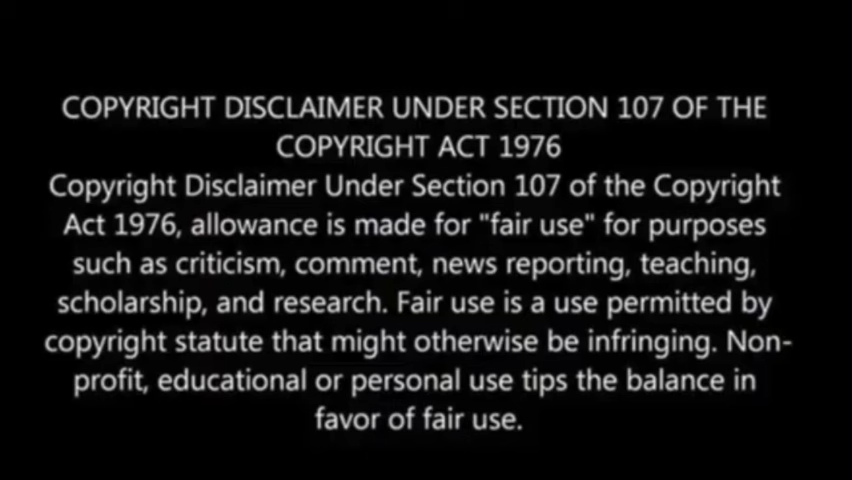 COPYRIGHT DISCLAIMER UNDER SECTION 107 OF THE
COPYRIGHT ACT 1976
Copyright Disclaimer Under Section 107 of the Copyright
Act 1976, allowance is made for "fair use" for purposes
such as criticism, comment, news reporting, teaching,
scholarship, and research. Fair use is a use permitted by
copyright statute that might otherwise be infringing. Non-
profit, educational or personal use tips the balance in
favor of fair use.